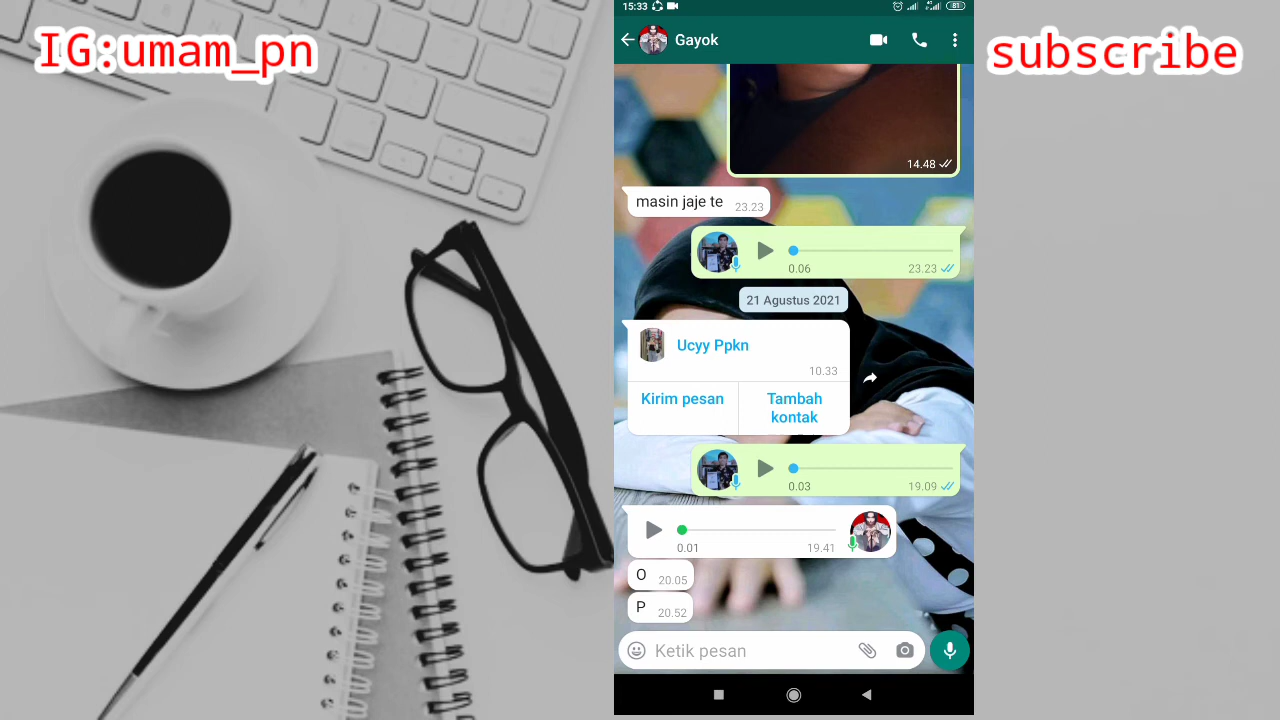 IG:umam_pn
subscribe
15:33
81
Gayok
14.48
masin jaje te 23.23
0.06 23.23
21 Agustus 2021
Ucyy Ppkn
10.33
Kirim pesan
Tambah
kontak
0.03 19.09
0.01 19.41
O 20.05
P 20.52
Ketik pesan